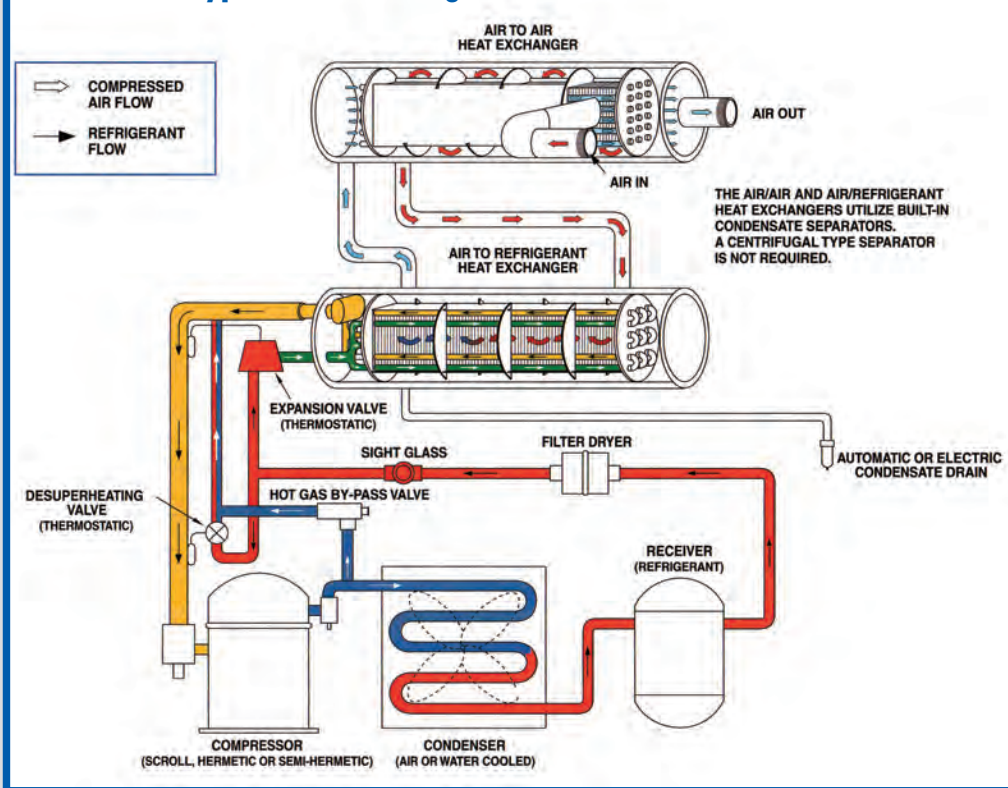 AIR TO AIR
HEAT EXCHANGER
COMPRESSED
AIR FLOW
REFRIGERANT
FLOW
AIR OUT
AIR IN
THE AIR/AIR AND AIR/REFRIGERANT
HEAT EXCHANGERS UTILIZE BUILT-IN
CONDENSATE SEPARATORS.
A CENTRIFUGAL TYPE SEPARATOR
IS NOT REQUIRED.
AIR TO REFRIGERANT
HEAT EXCHANGER
EXPANSION VALVE
(THERMOSTATIC)
SIGHT GLASS
FILTER DRYER
AUTOMATIC OR ELECTRIC
CONDENSATE DRAIN
DESUPERHEATING
VALVE
(THERMOSTATIC)
HOT GAS BY-PASS VALVE
RECEIVER
(REFRIGERANT)
COMPRESSOR
(SCROLL, HERMETIC OR SEMI-HERMETIC)
CONDENSER
(AIR OR WATER COOLED)